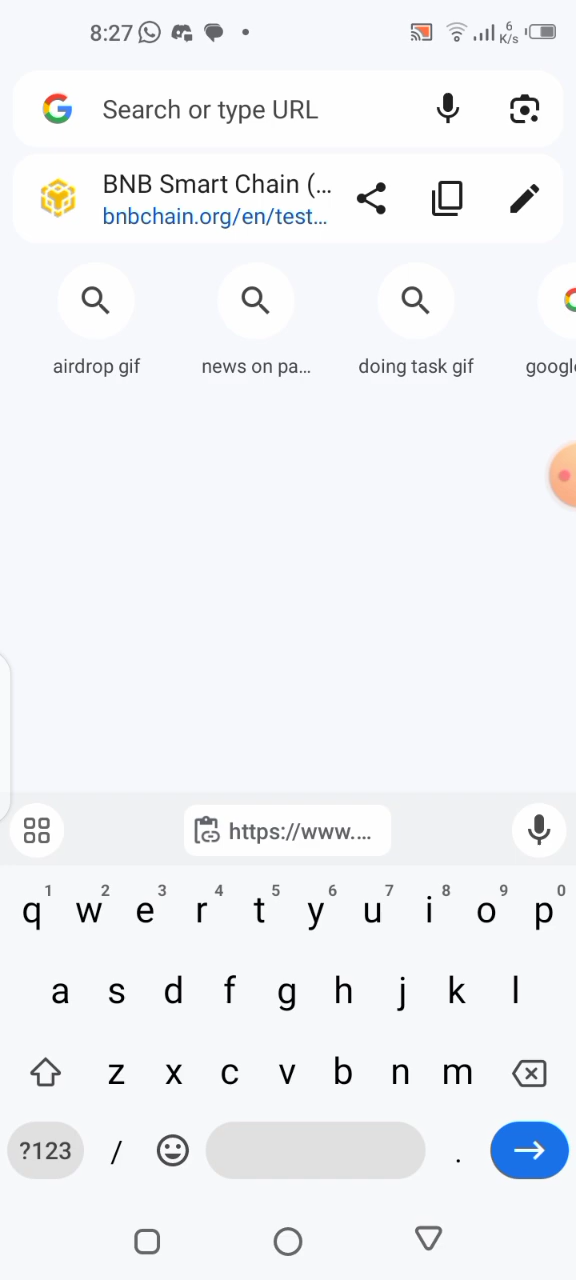 8:27
6
K/s
Search or type URL
BNB Smart Chain (...
bnbchain.org/en/test...
airdrop gif
news on pa...
doing task gif
googl
https://www....
1 2 3 4 5 6 7 8 9 0
q w e r t y u i o p
a s d f g h j k l
z x c v b n m
?123 / .